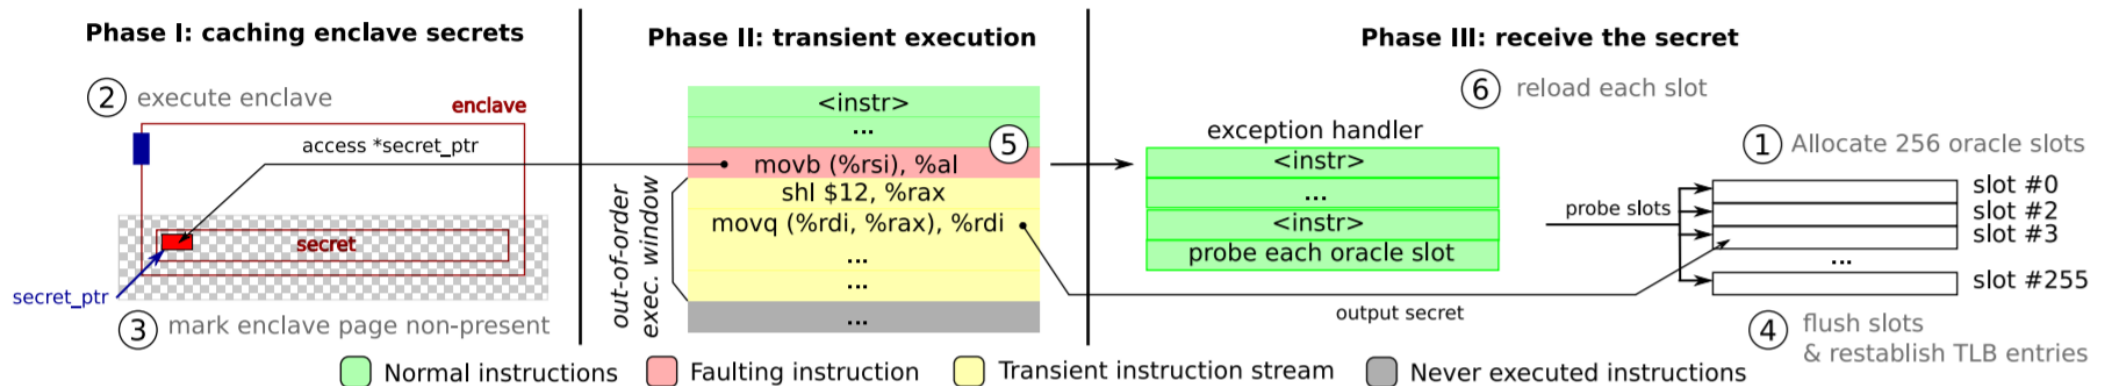 Phase I: caching enclave secrets
② execute enclave
enclave
access *secret_ptr
secret
secret_ptr
③ mark enclave page non-present
Phase II: transient execution
<instr>
...
⑤
movb (%rsi), %al
shl $12, %rax
movq (%rdi, %rax), %rdi
...
...
...
out-of-order
exec. window
Phase III: receive the secret
⑥ reload each slot
exception handler
<instr>
...
<instr>
probe each oracle slot
① Allocate 256 oracle slots
probe slots
slot #0
slot #2
slot #3
...
slot #255
output secret
④ flush slots
& restablish TLB entries
Normal instructions
Faulting instruction
Transient instruction stream
Never executed instructions